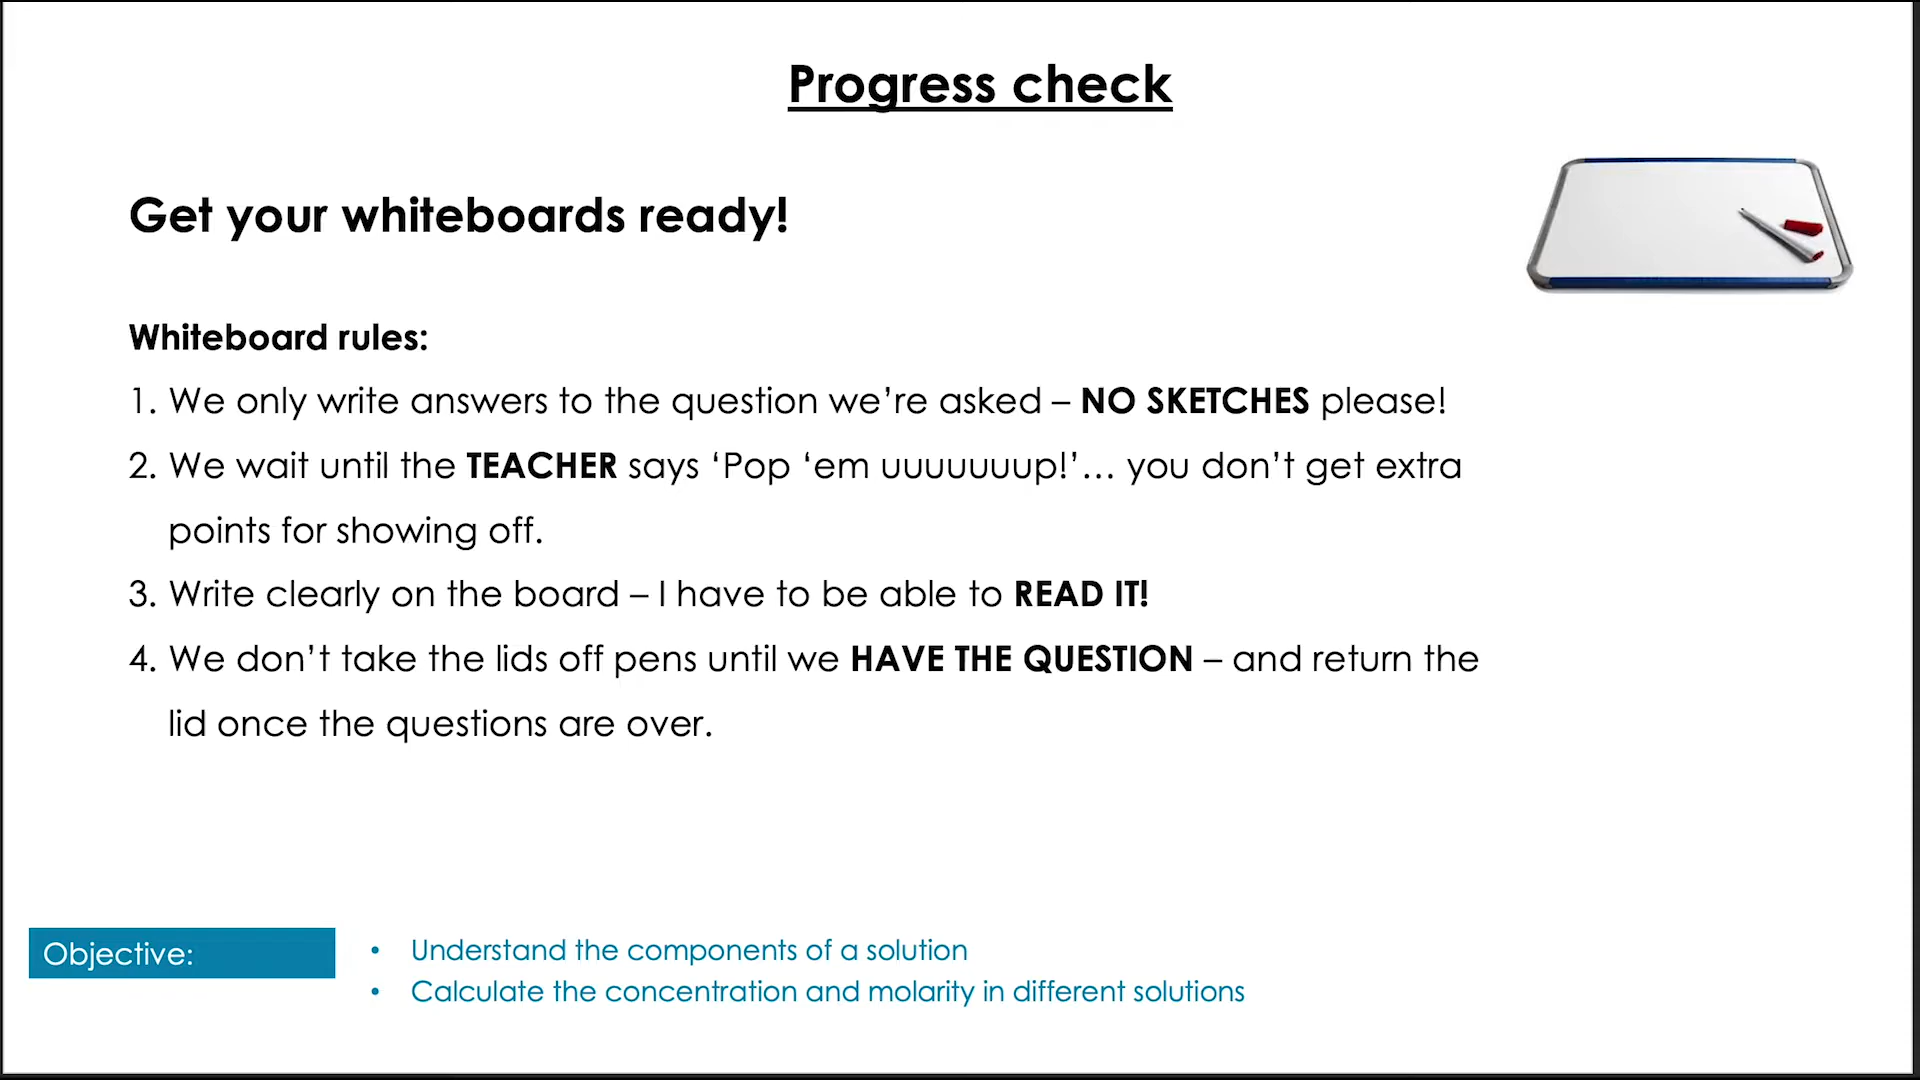 Progress check
Get your whiteboards ready!
Whiteboard rules:
1. We only write answers to the question we’re asked – NO SKETCHES please!
2. We wait until the TEACHER says ‘Pop ‘em uuuuuuup!’... you don’t get extra
points for showing off.
3. Write clearly on the board – I have to be able to READ IT!
4. We don’t take the lids off pens until we HAVE THE QUESTION – and return the
lid once the questions are over.
Objective:
• Understand the components of a solution
• Calculate the concentration and molarity in different solutions